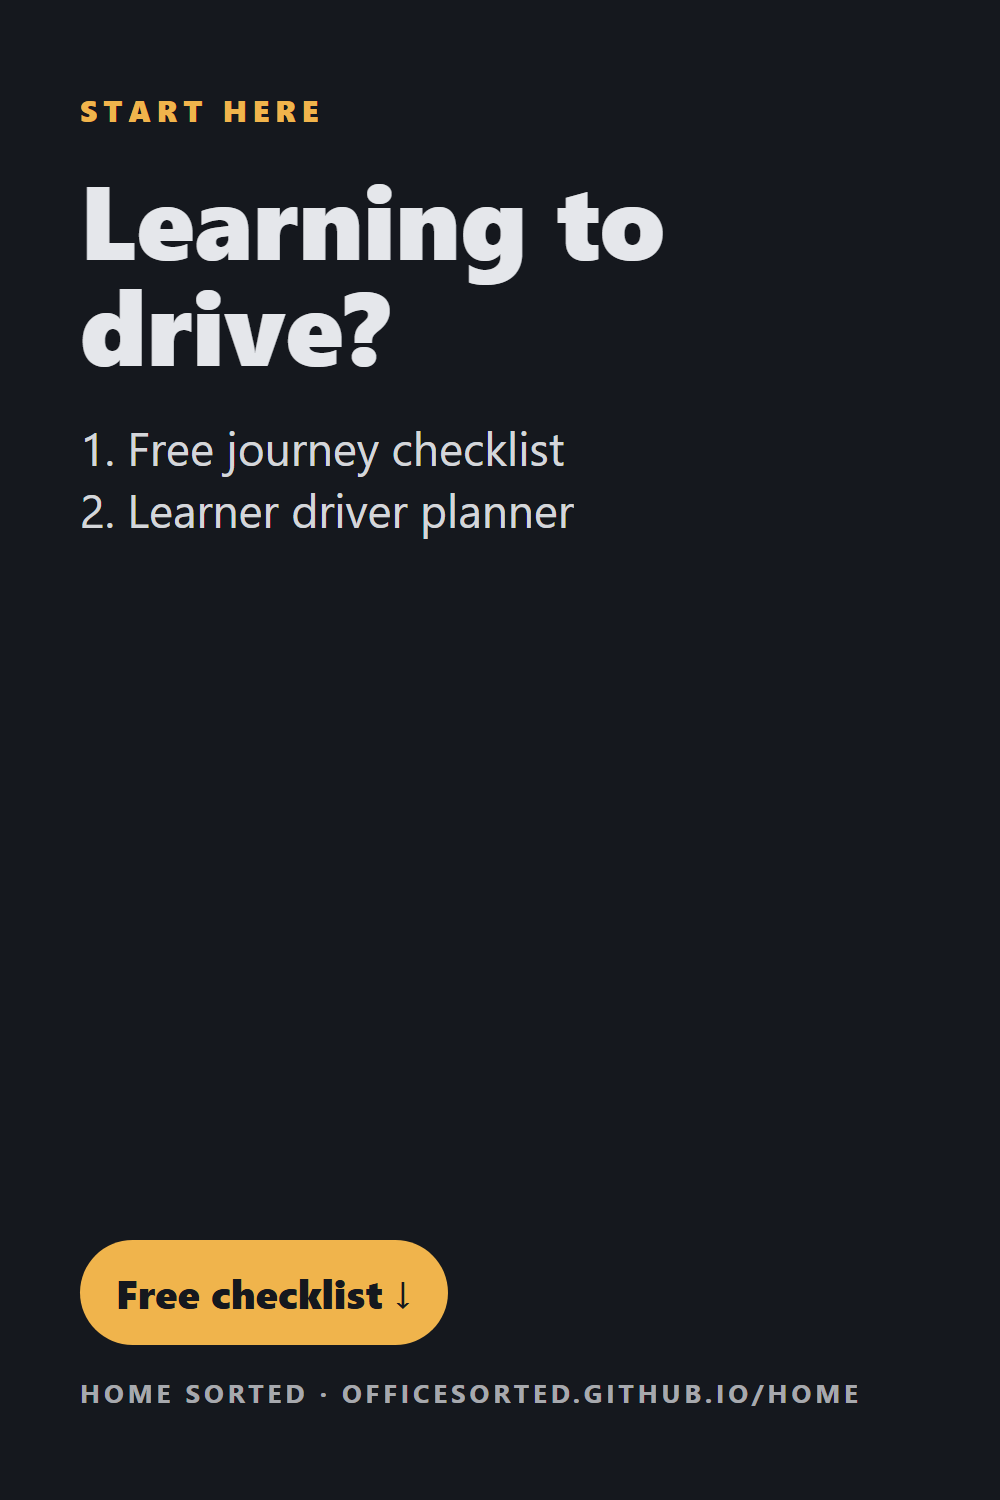 START HERE
Learning to
drive?
1. Free journey checklist
2. Learner driver planner
Free checklist ↓
HOME SORTED · OFFICESORTED.GITHUB.IO/HOME